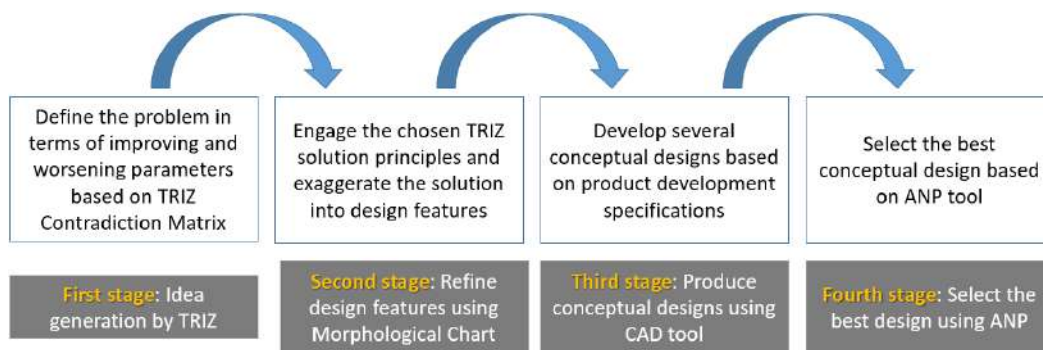 Define the problem in
terms of improving and
worsening parameters
based on TRIZ
Contradiction Matrix
Engage the chosen TRIZ
solution principles and
exaggerate the solution
into design features
Develop several
conceptual designs based
on product development
specifications
Select the best
conceptual design based
on ANP tool
First stage: Idea
generation by TRIZ
Second stage: Refine
design features using
Morphological Chart
Third stage: Produce
conceptual designs using
CAD tool
Fourth stage: Select the
best design using ANP